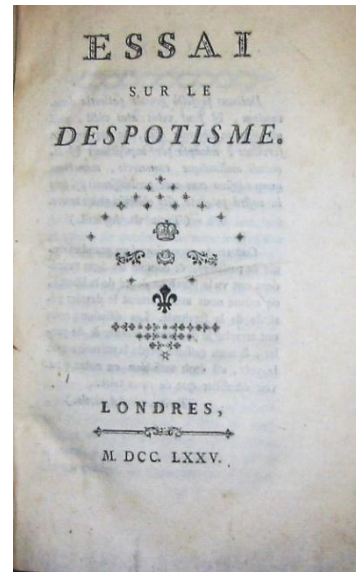 ESSAI
SUR LE
DESPOTISME.
LONDRES,
M. DCC. LXXV.